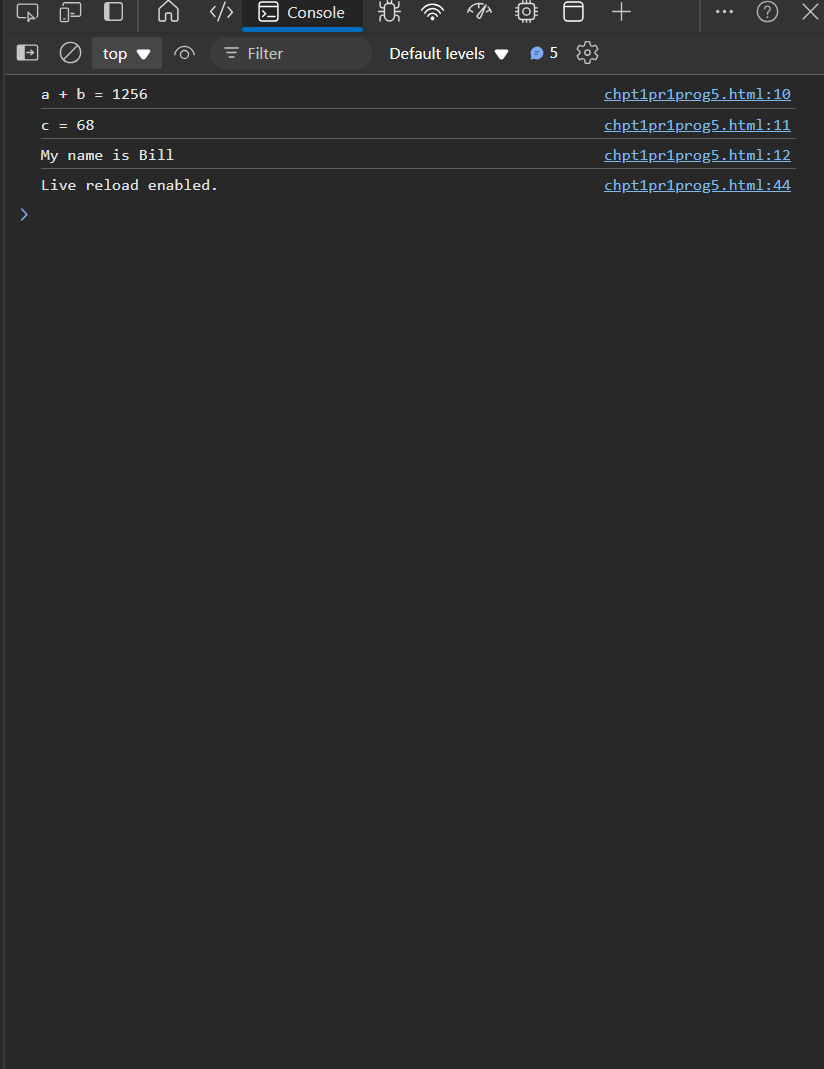 Console
top Filter Default levels 5
a + b = 1256 chpt1pr1prog5.html:10
c = 68 chpt1pr1prog5.html:11
My name is Bill chpt1pr1prog5.html:12
Live reload enabled. chpt1pr1prog5.html:44